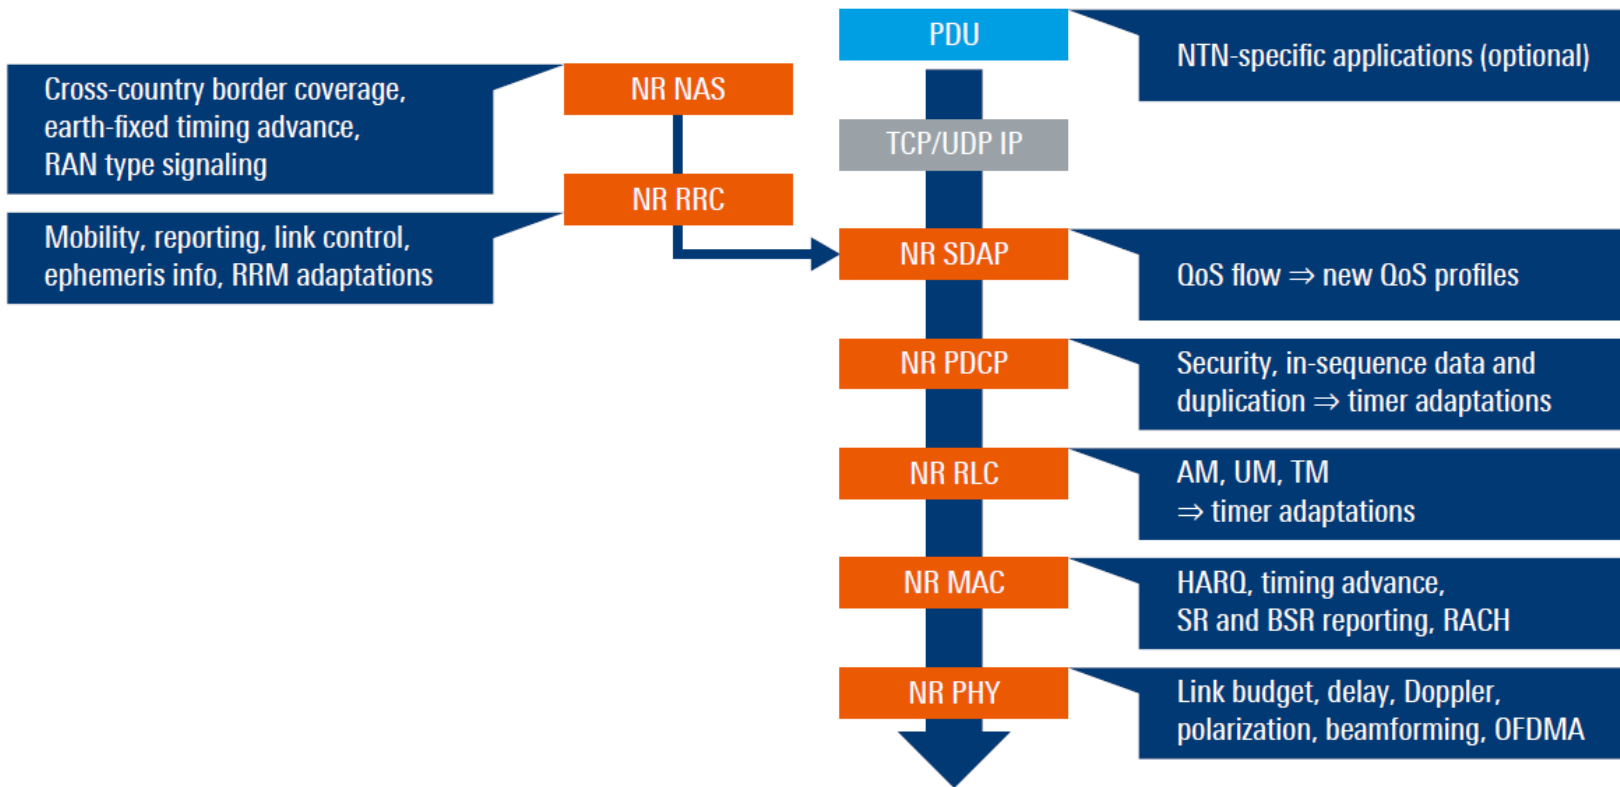 PDU
NTN-specific applications (optional)
Cross-country border coverage,
earth-fixed timing advance,
RAN type signaling
NR NAS
TCP/UDP IP
NR RRC
Mobility, reporting, link control,
ephemeris info, RRM adaptations
NR SDAP
QoS flow ⇒ new QoS profiles
NR PDCP
Security, in-sequence data and
duplication ⇒ timer adaptations
NR RLC
AM, UM, TM
⇒ timer adaptations
NR MAC
HARQ, timing advance,
SR and BSR reporting, RACH
NR PHY
Link budget, delay, Doppler,
polarization, beamforming, OFDMA